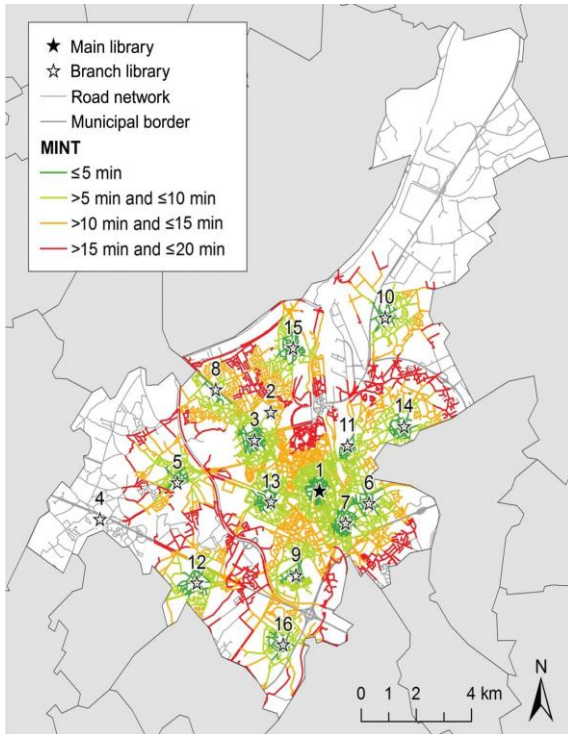 Main library
Branch library
Road network
Municipal border
MINT
≤5 min
>5 min and ≤10 min
>10 min and ≤15 min
>15 min and ≤20 min
10
15
8
2
3
14
11
5
1
6
13
4
7
12
9
16
N
0 1 2 4 km